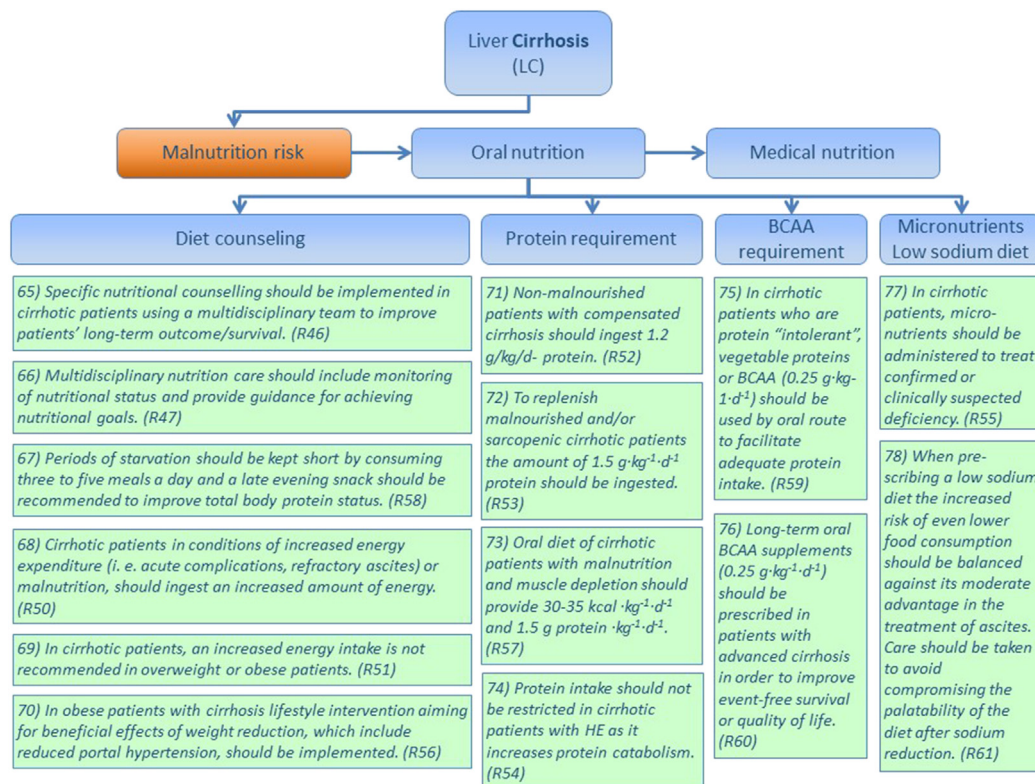 Liver Cirrhosis
(LC)
Malnutrition risk
Oral nutrition
Medical nutrition
Diet counseling
65) Specific nutritional counselling should be implemented in
cirrhotic patients using a multidisciplinary team to improve
patients' long-term outcome/survival. (R46)
66) Multidisciplinary nutrition care should include monitoring
of nutritional status and provide guidance for achieving
nutritional goals. (R47)
67) Periods of starvation should be kept short by consuming
three to five meals a day and a late evening snack should be
recommended to improve total body protein status. (R58)
68) Cirrhotic patients in conditions of increased energy
expenditure (i. e. acute complications, refractory ascites) or
malnutrition, should ingest an increased amount of energy.
(R50)
69) In cirrhotic patients, an increased energy intake is not
recommended in overweight or obese patients. (R51)
70) In obese patients with cirrhosis lifestyle intervention aiming
for beneficial effects of weight reduction, which include
reduced portal hypertension, should be implemented. (R56)
Protein requirement
71) Non-malnourished
patients with compensated
cirrhosis should ingest 1.2
g/kg/d- protein. (R52)
72) To replenish
malnourished and/or
sarcopenic cirrhotic patients
the amount of 1.5 g·kg⁻¹·d⁻¹
protein should be ingested.
(R53)
73) Oral diet of cirrhotic
patients with malnutrition
and muscle depletion should
provide 30-35 kcal ·kg⁻¹·d⁻¹
and 1.5 g protein ·kg⁻¹·d⁻¹.
(R57)
74) Protein intake should not
be restricted in cirrhotic
patients with HE as it
increases protein catabolism.
(R54)
BCAA
requirement
75) In cirrhotic
patients who are
protein "intolerant",
vegetable proteins
or BCAA (0.25 g·kg-
1·d⁻¹) should be
used by oral route
to facilitate
adequate protein
intake. (R59)
76) Long-term oral
BCAA supplements
(0.25 g·kg⁻¹·d⁻¹)
should be
prescribed in
patients with
advanced cirrhosis
in order to improve
event-free survival
or quality of life.
(R60)
Micronutrients
Low sodium diet
77) In cirrhotic
patients, micro-
nutrients should be
administered to treat
confirmed or
clinically suspected
deficiency. (R55)
78) When pre-
scribing a low sodium
diet the increased
risk of even lower
food consumption
should be balanced
against its moderate
advantage in the
treatment of ascites.
Care should be taken
to avoid
compromising the
palatability of the
diet after sodium
reduction. (R61)